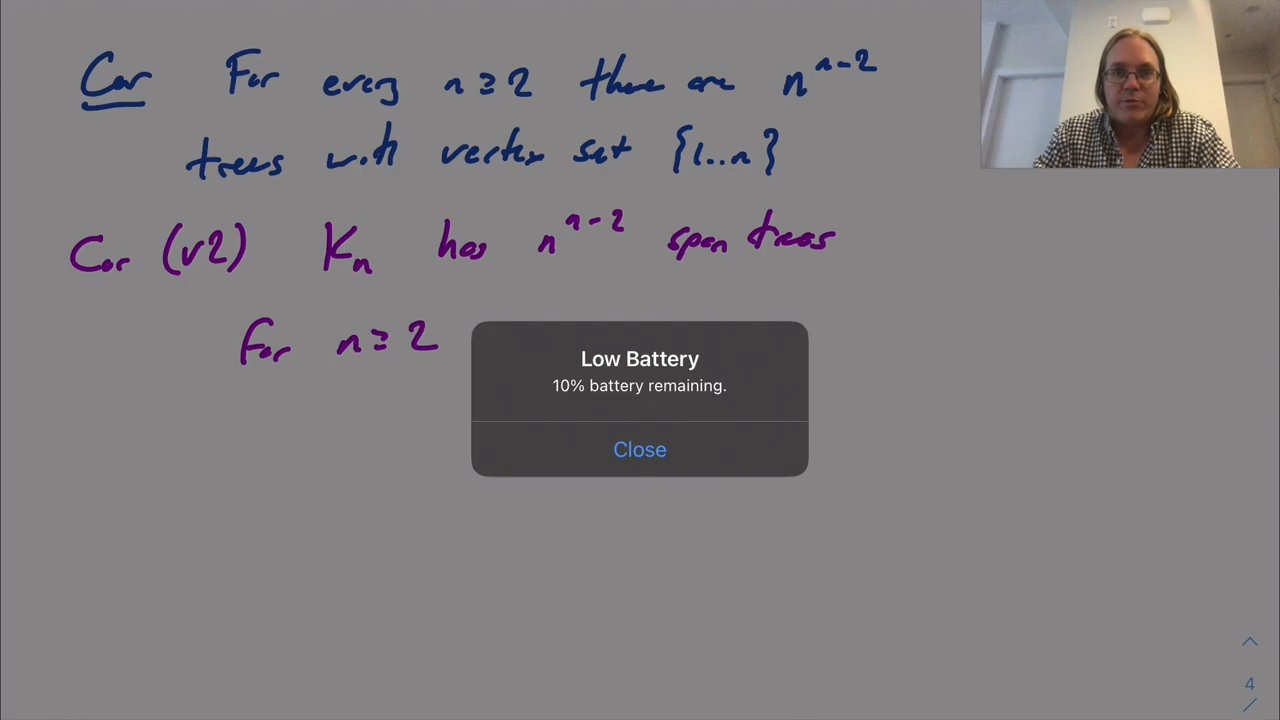 Cor For every n ≥ 2 there are n^{n-2}
trees with vertex set {1..n}
Cor (v2) K_n has n^{n-2} span trees
for n ≥ 2
Low Battery
10% battery remaining.
Close
4